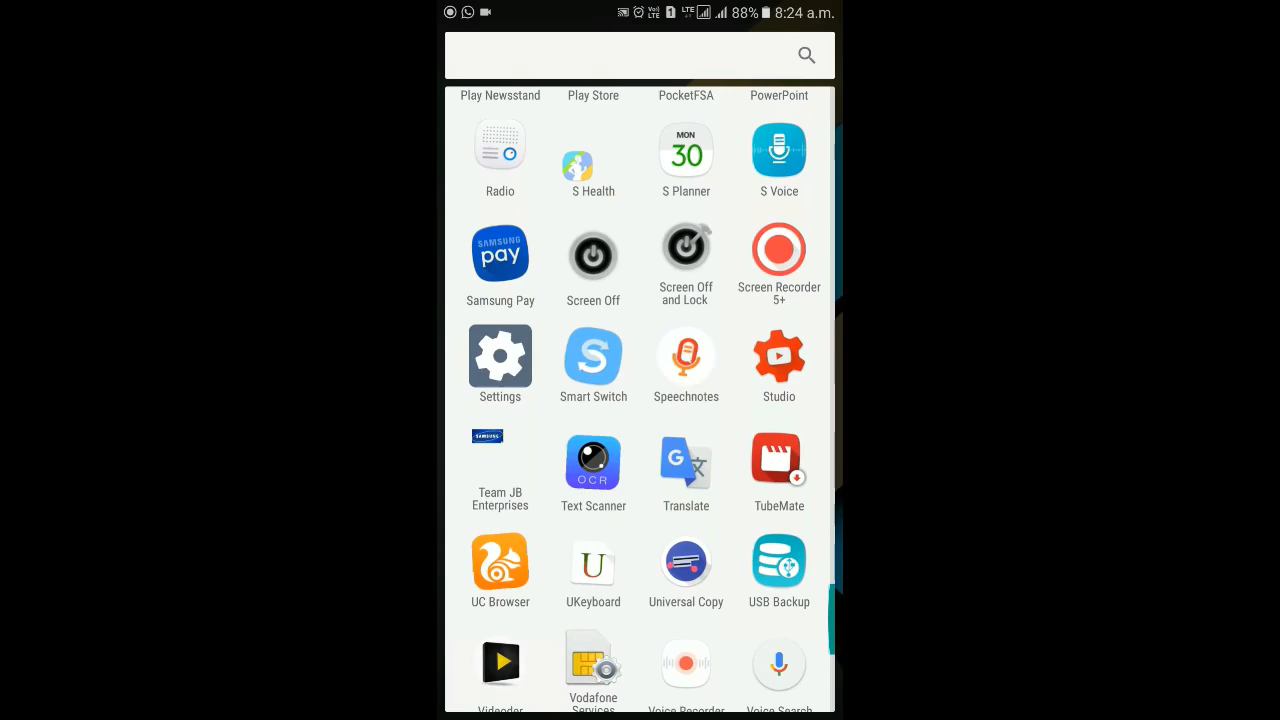 88% 8:24 a.m.
Play Newsstand Play Store PocketFSA PowerPoint
MON
30
Radio S Health S Planner S Voice
SAMSUNG
pay
Samsung Pay Screen Off Screen Off and Lock Screen Recorder 5+
Settings Smart Switch Speechnotes Studio
SAMSUNG
OCR
Team JB Enterprises Text Scanner Translate TubeMate
U
UC Browser UKeyboard Universal Copy USB Backup
Videoder Vodafone Services Voice Recorder Voice Search